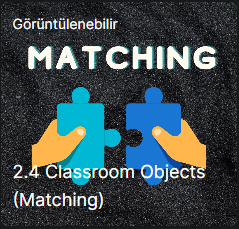 Görüntülenebilir
MATCHING
2.4 Classroom Objects
(Matching)